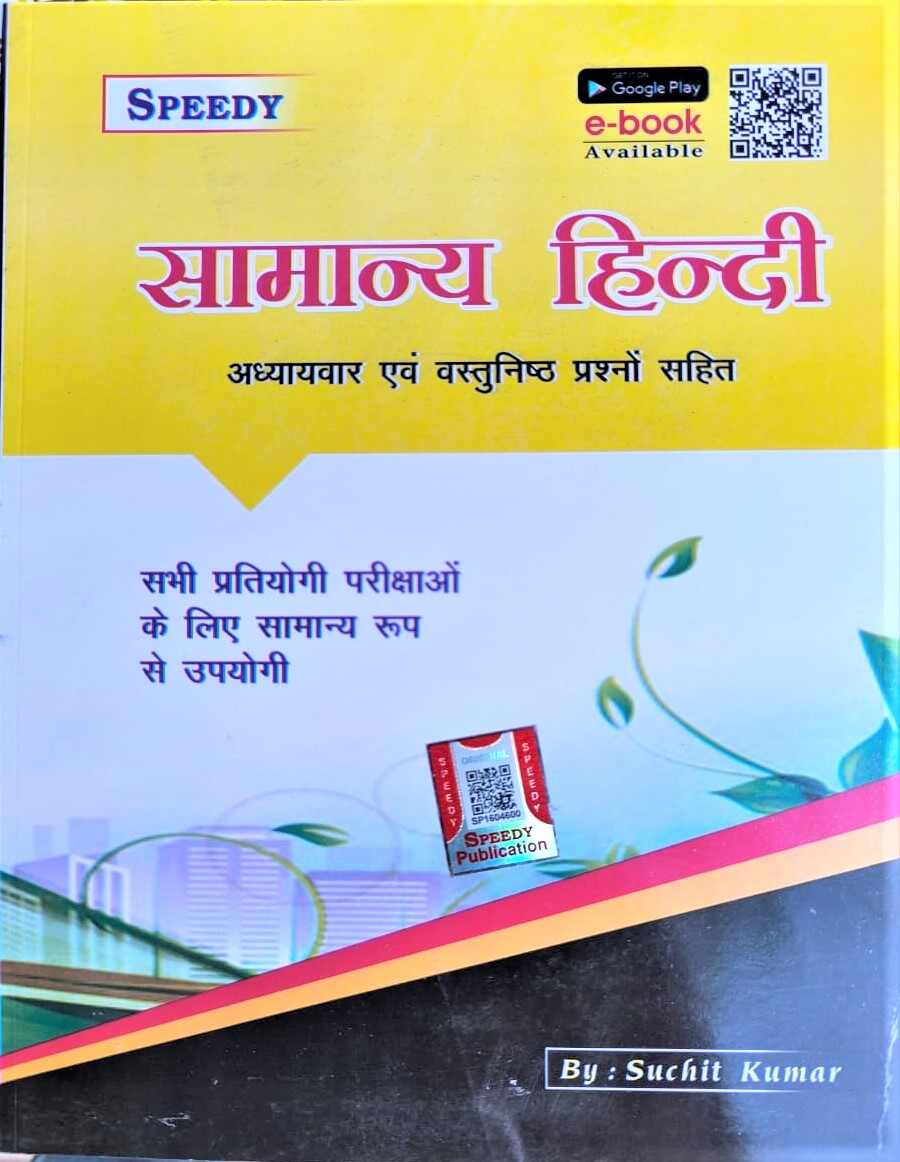 SPEEDY
GET IT ON
Google Play
e-book
Available
सामान्य हिन्दी
अध्यायवार एवं वस्तुनिष्ठ प्रश्नों सहित
सभी प्रतियोगी परीक्षाओं
के लिए सामान्य रूप
से उपयोगी
ORIGINAL
SPEEDY
SPEEDY
SP1604600
SPEEDY
Publication
By : Suchit Kumar